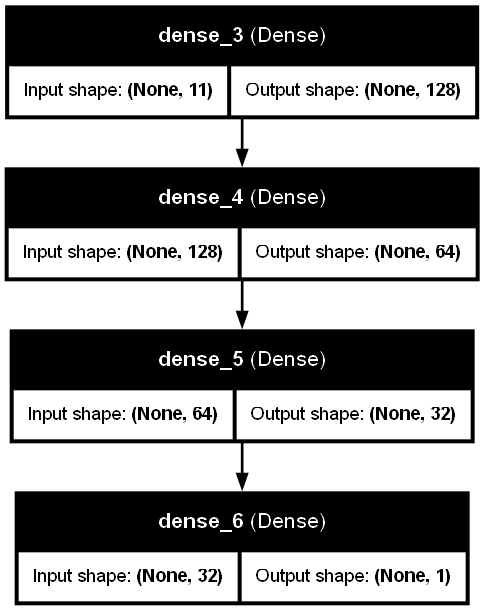 dense_3 (Dense)
Input shape: (None, 11) Output shape: (None, 128)
dense_4 (Dense)
Input shape: (None, 128) Output shape: (None, 64)
dense_5 (Dense)
Input shape: (None, 64) Output shape: (None, 32)
dense_6 (Dense)
Input shape: (None, 32) Output shape: (None, 1)